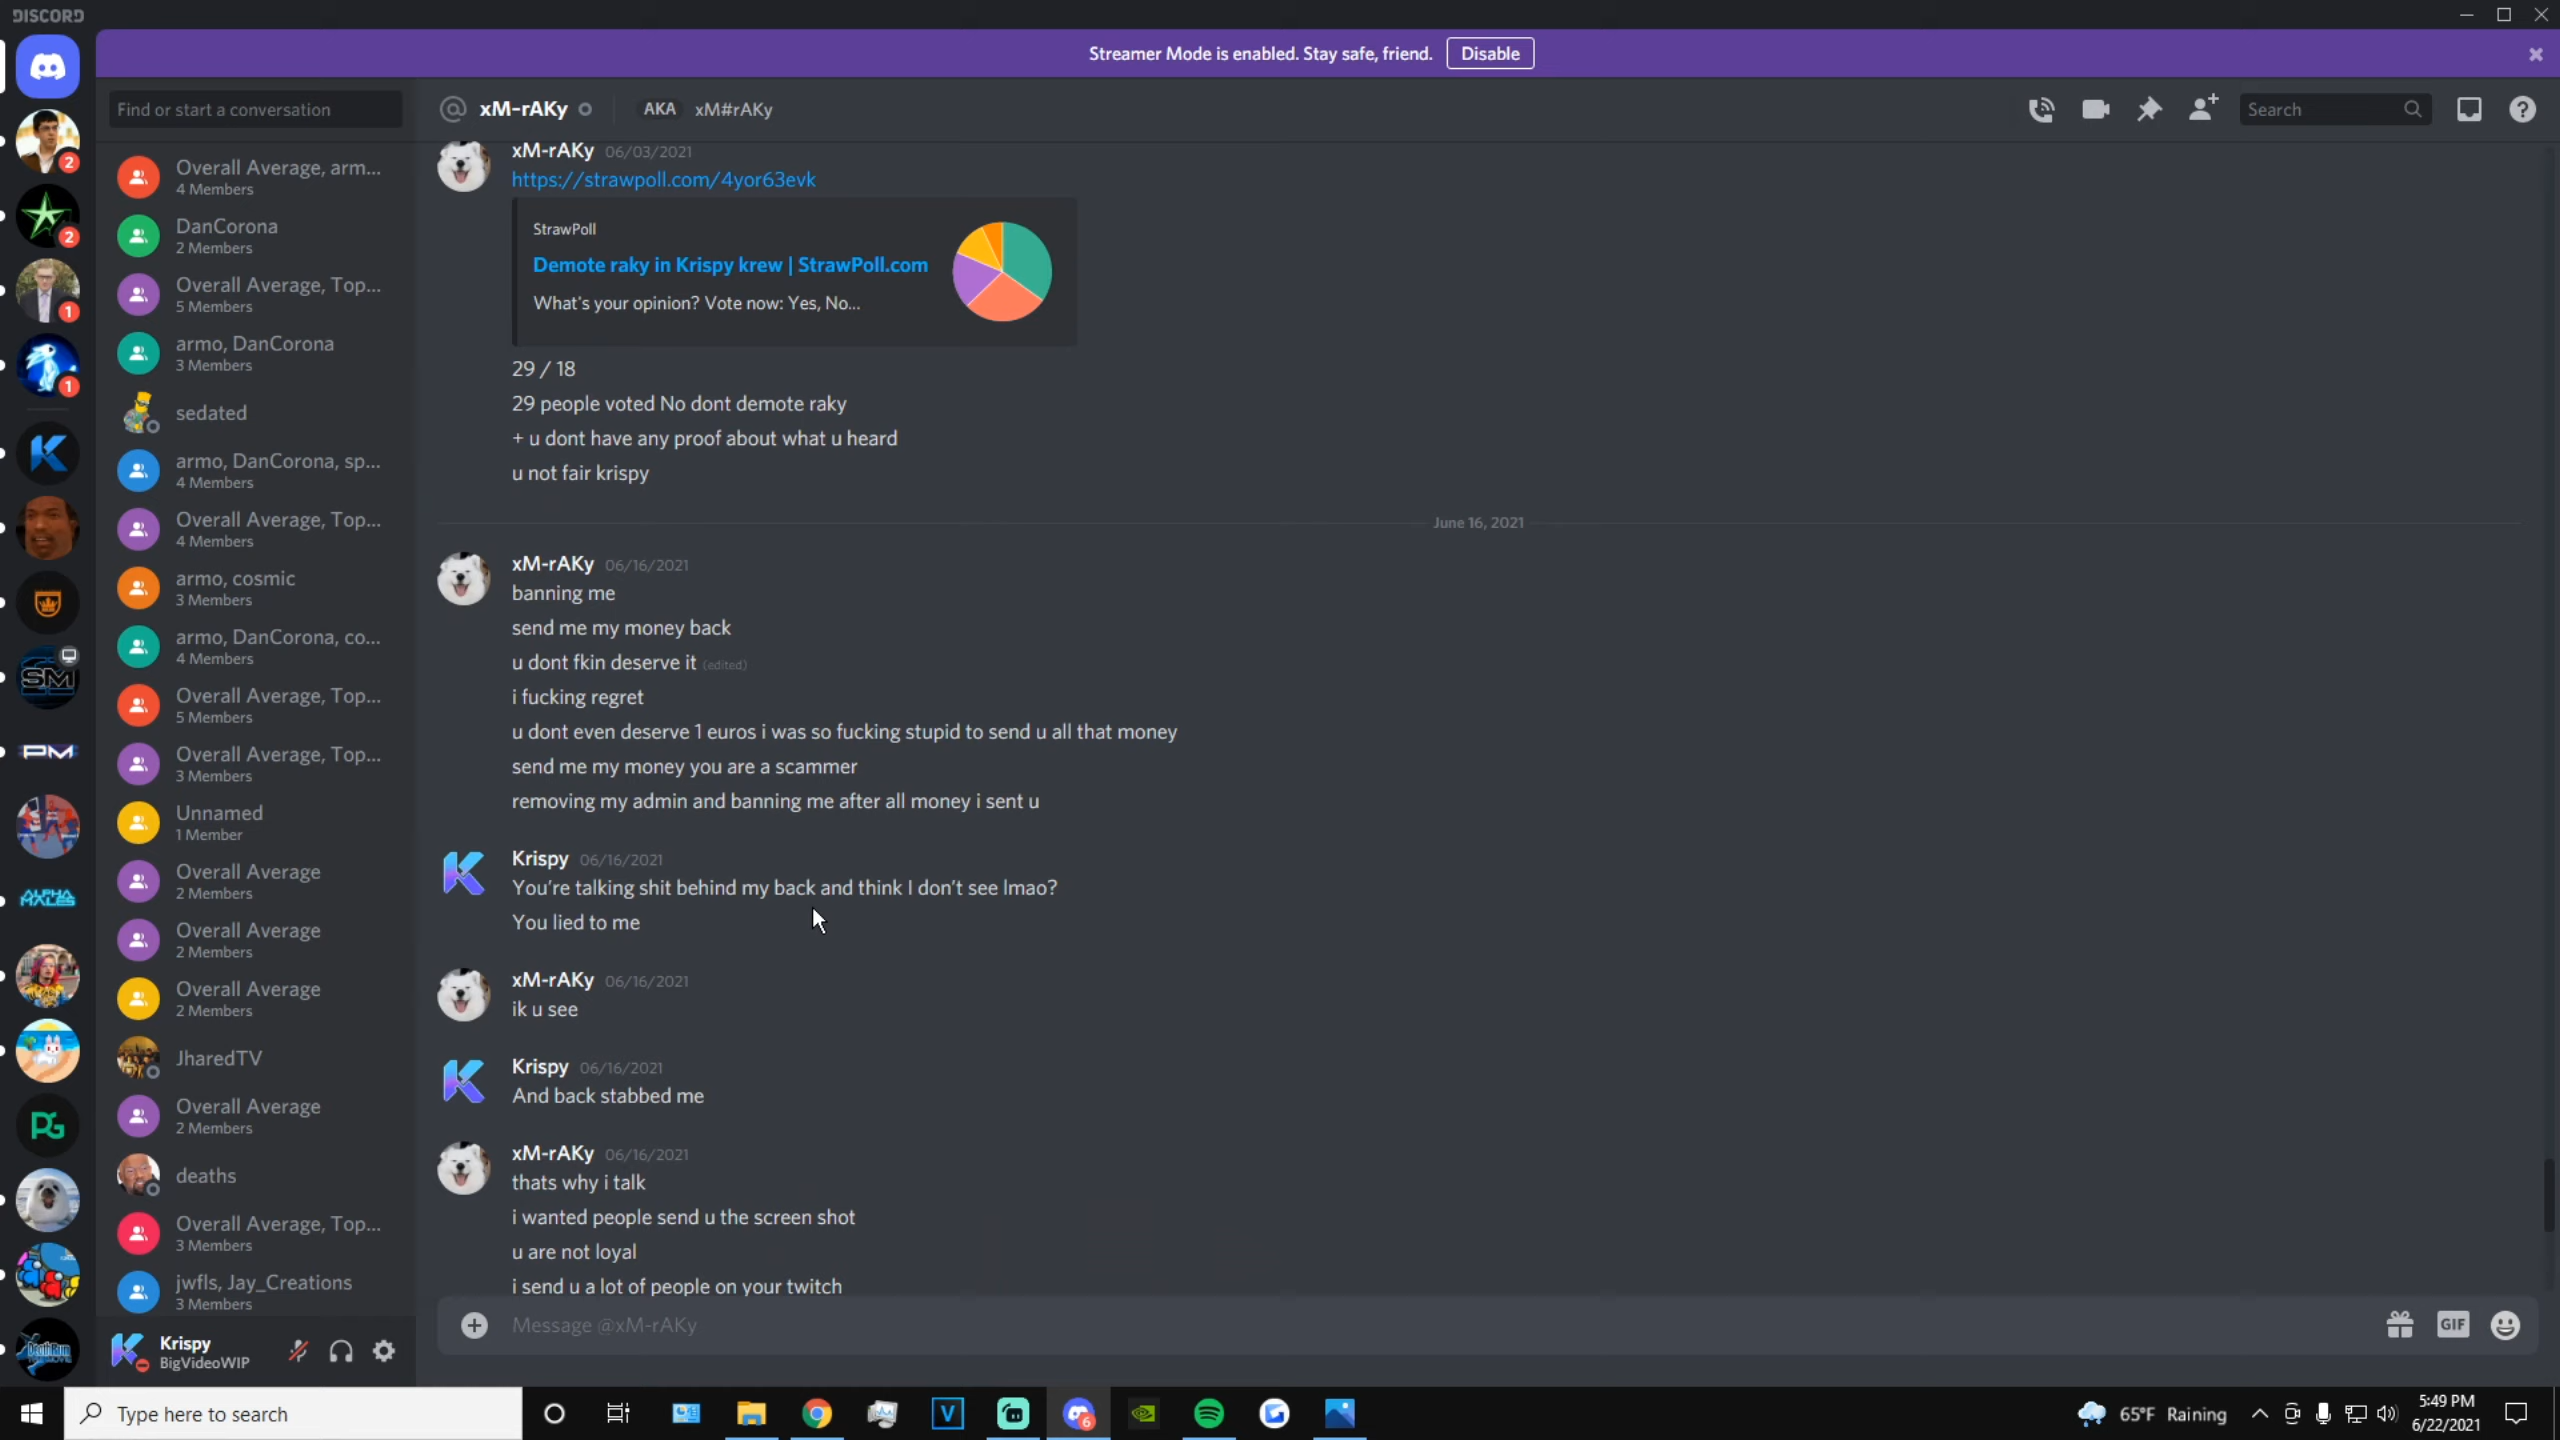 DISCORD
Streamer Mode is enabled. Stay safe, friend. Disable
Find or start a conversation
xM-rAKy AKA xM#rAKy
Search
Overall Average, arm...
4 Members
DanCorona
2 Members
Overall Average, Top...
5 Members
armo, DanCorona
3 Members
sedated
armo, DanCorona, sp...
4 Members
Overall Average, Top...
4 Members
armo, cosmic
3 Members
armo, DanCorona, co...
4 Members
Overall Average, Top...
5 Members
Overall Average, Top...
3 Members
Unnamed
1 Member
Overall Average
2 Members
Overall Average
2 Members
Overall Average
2 Members
JharedTV
Overall Average
2 Members
deaths
Overall Average, Top...
3 Members
jwfls, Jay_Creations
3 Members
Krispy
BigVideoWIP
2
2
1
1
SM
PM
ALPHA
AXLES
PG
xM-rAKy 06/03/2021
https://strawpoll.com/4yor63evk
StrawPoll
Demote raky in Krispy krew | StrawPoll.com
What's your opinion? Vote now: Yes, No...
29 / 18
29 people voted No dont demote raky
+ u dont have any proof about what u heard
u not fair krispy
June 16, 2021
xM-rAKy 06/16/2021
banning me
send me my money back
u dont fkin deserve it (edited)
i fucking regret
u dont even deserve 1 euros i was so fucking stupid to send u all that money
send me my money you are a scammer
removing my admin and banning me after all money i sent u
Krispy 06/16/2021
You're talking shit behind my back and think I don't see lmao?
You lied to me
xM-rAKy 06/16/2021
ik u see
Krispy 06/16/2021
And back stabbed me
xM-rAKy 06/16/2021
thats why i talk
i wanted people send u the screen shot
u are not loyal
i send u a lot of people on your twitch
Message @xM-rAKy
GIF
Type here to search
V
6
65°F Raining
5:49 PM
6/22/2021